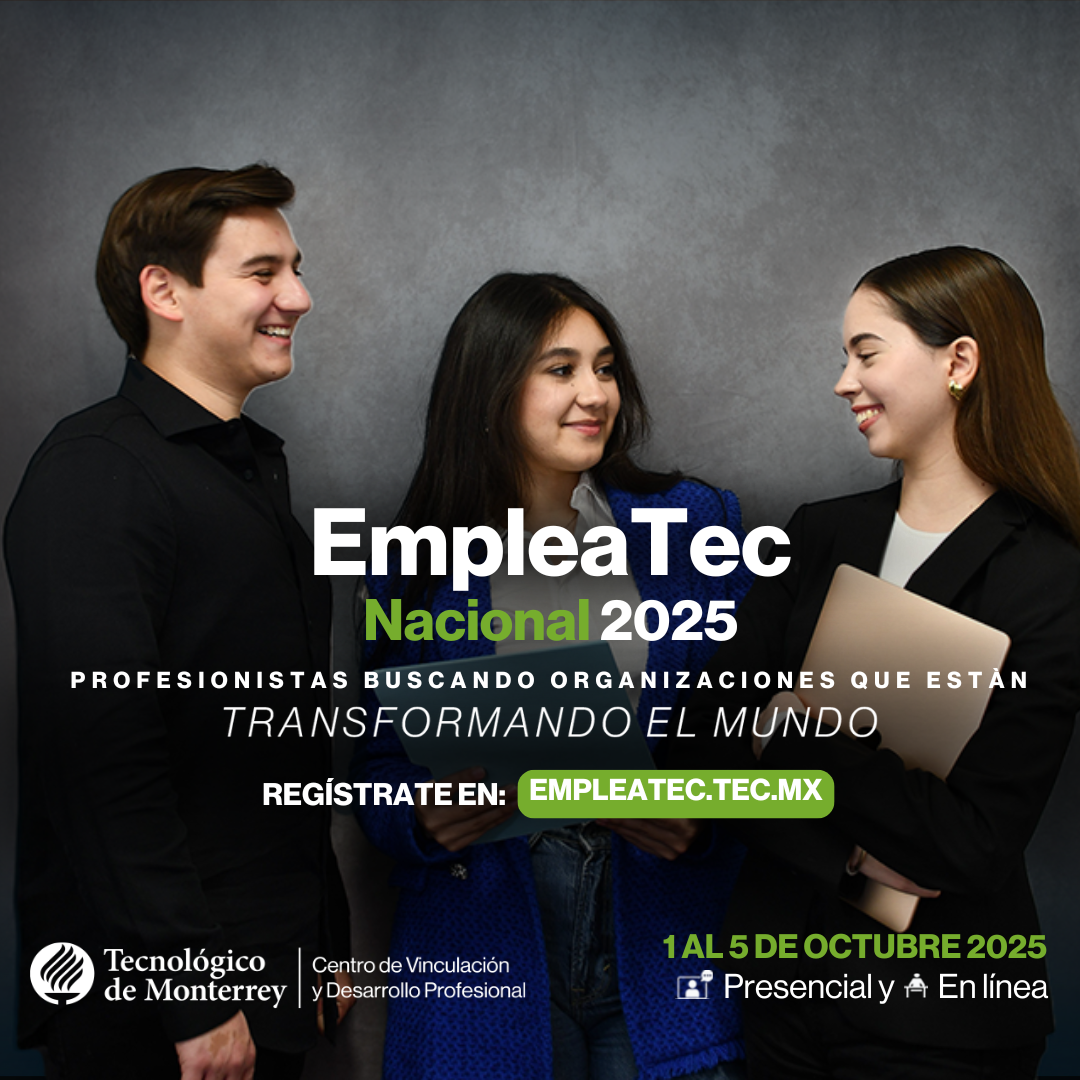 EmpleaTec
Nacional 2025
PROFESIONISTAS BUSCANDO ORGANIZACIONES QUE ESTÀN
TRANSFORMANDO EL MUNDO
REGÍSTRATE EN: EMPLEATEC.TEC.MX
1 AL 5 DE OCTUBRE 2025
Presencial y En línea
Tecnológico
de Monterrey
Centro de Vinculación
y Desarrollo Profesional